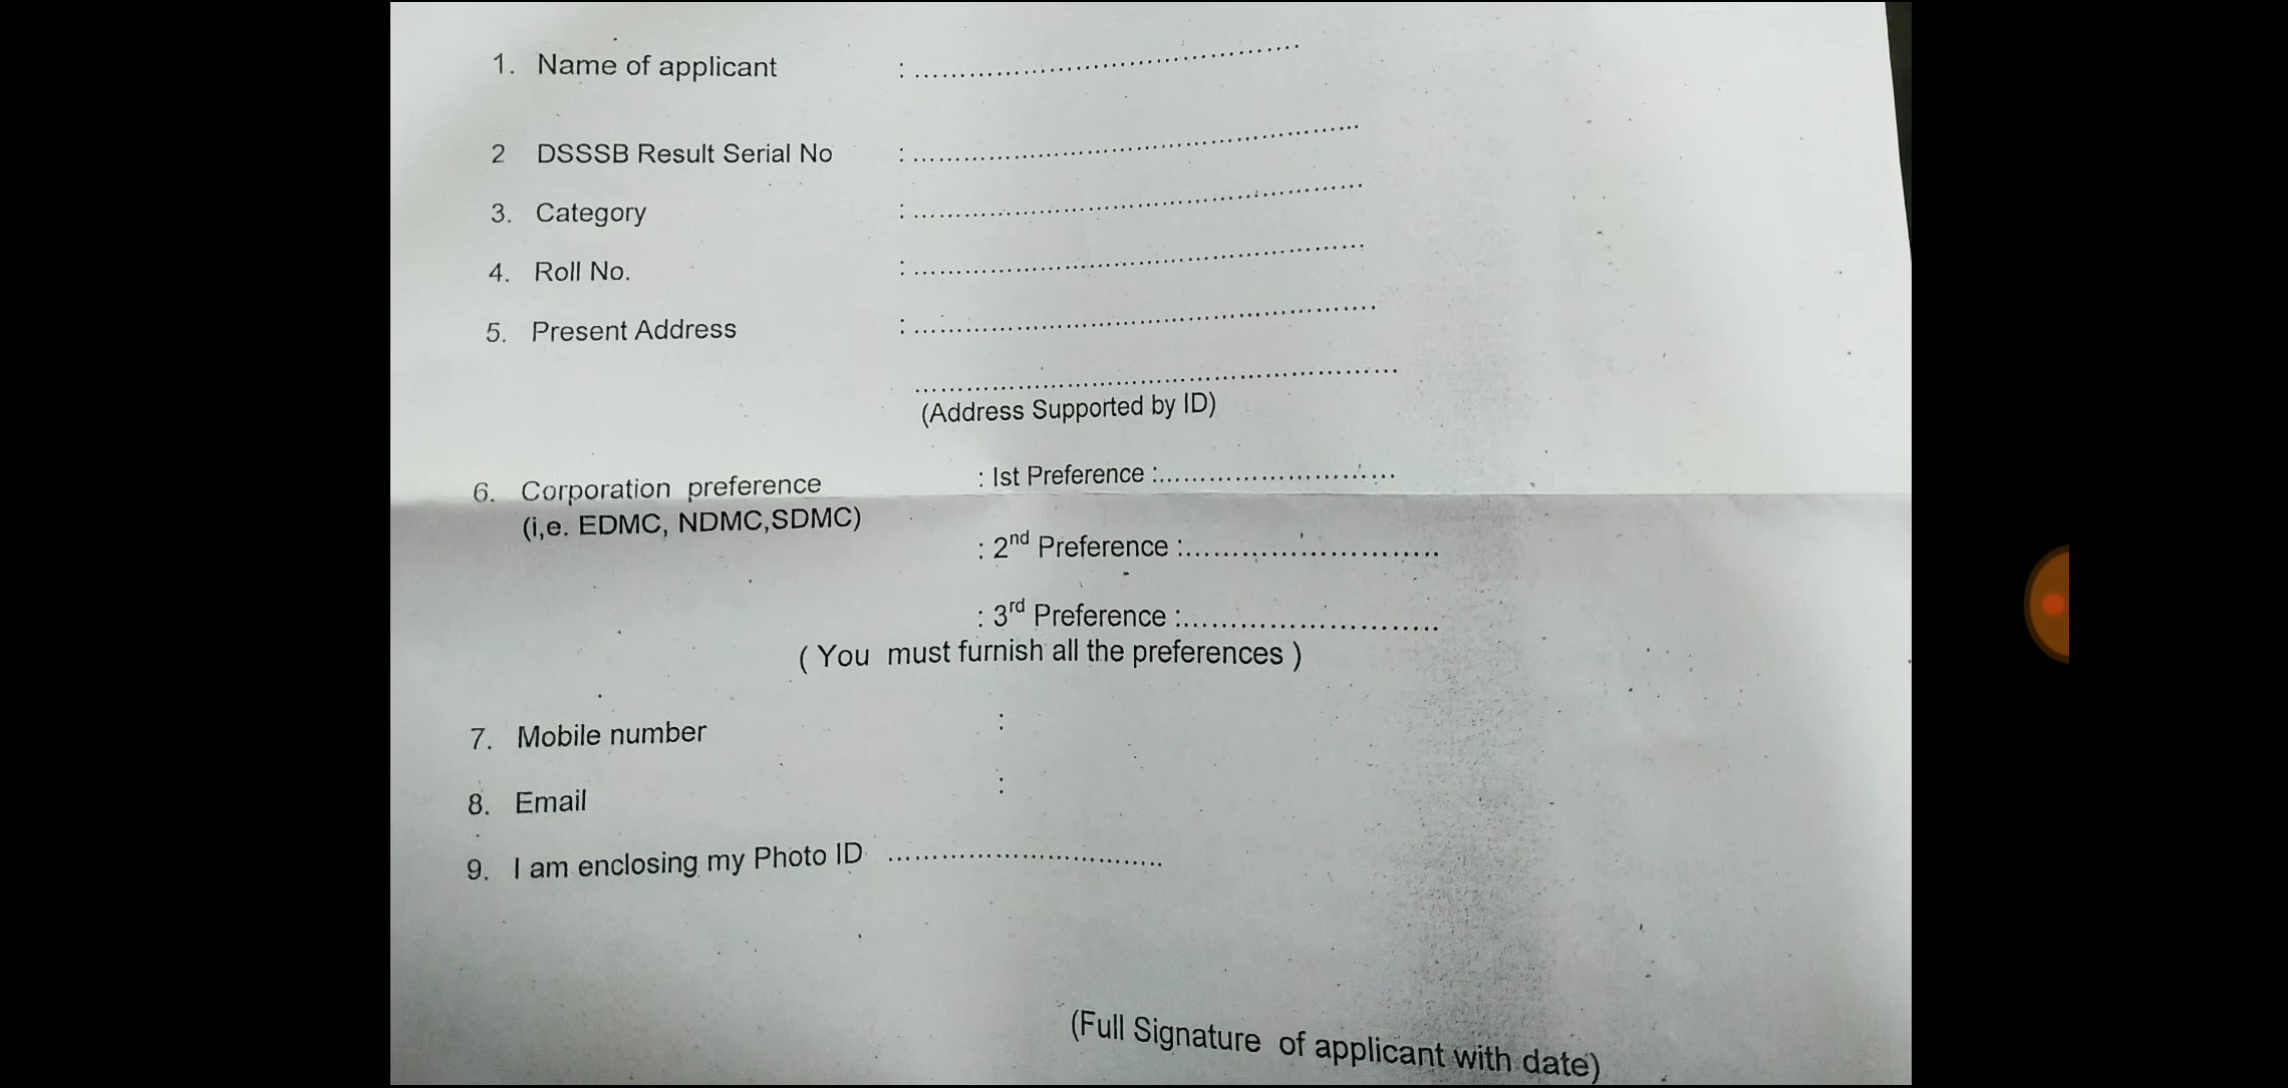 1. Name of applicant : ........................................
2 DSSSB Result Serial No : ........................................
3. Category : ........................................
4. Roll No. : ........................................
5. Present Address : ........................................
........................................
(Address Supported by ID)
6. Corporation preference : Ist Preference :..............................
(i,e. EDMC, NDMC,SDMC)
: 2nd Preference :..............................
: 3rd Preference :..............................
( You must furnish all the preferences )
7. Mobile number :
8. Email :
9. I am enclosing my Photo ID ..............................
(Full Signature of applicant with date)